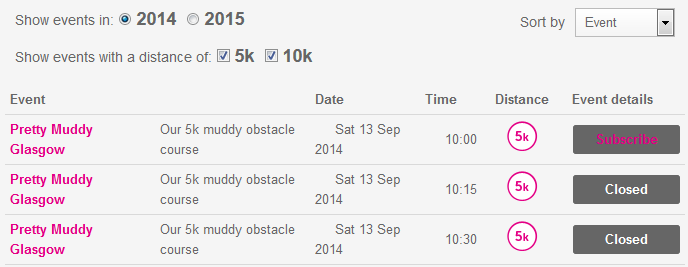 Show events in: 2014 2015
Sort by Event
Show events with a distance of: 5k 10k
Event Date Time Distance Event details
Pretty Muddy Our 5k muddy obstacle Sat 13 Sep
Glasgow course 2014 10:00 5k Subscribe
Pretty Muddy Our 5k muddy obstacle Sat 13 Sep
Glasgow course 2014 10:15 5k Closed
Pretty Muddy Our 5k muddy obstacle Sat 13 Sep
Glasgow course 2014 10:30 5k Closed